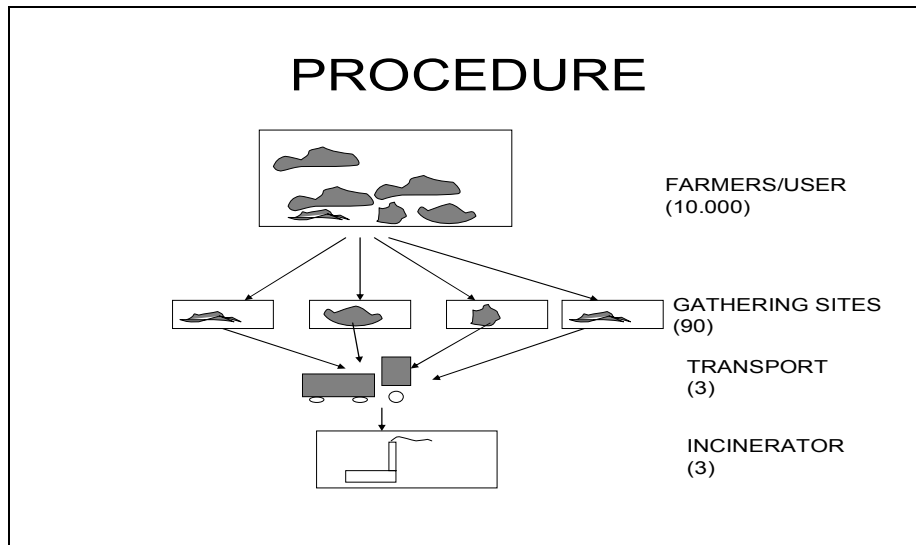 PROCEDURE
FARMERS/USER
(10.000)
GATHERING SITES
(90)
TRANSPORT
(3)
INCINERATOR
(3)